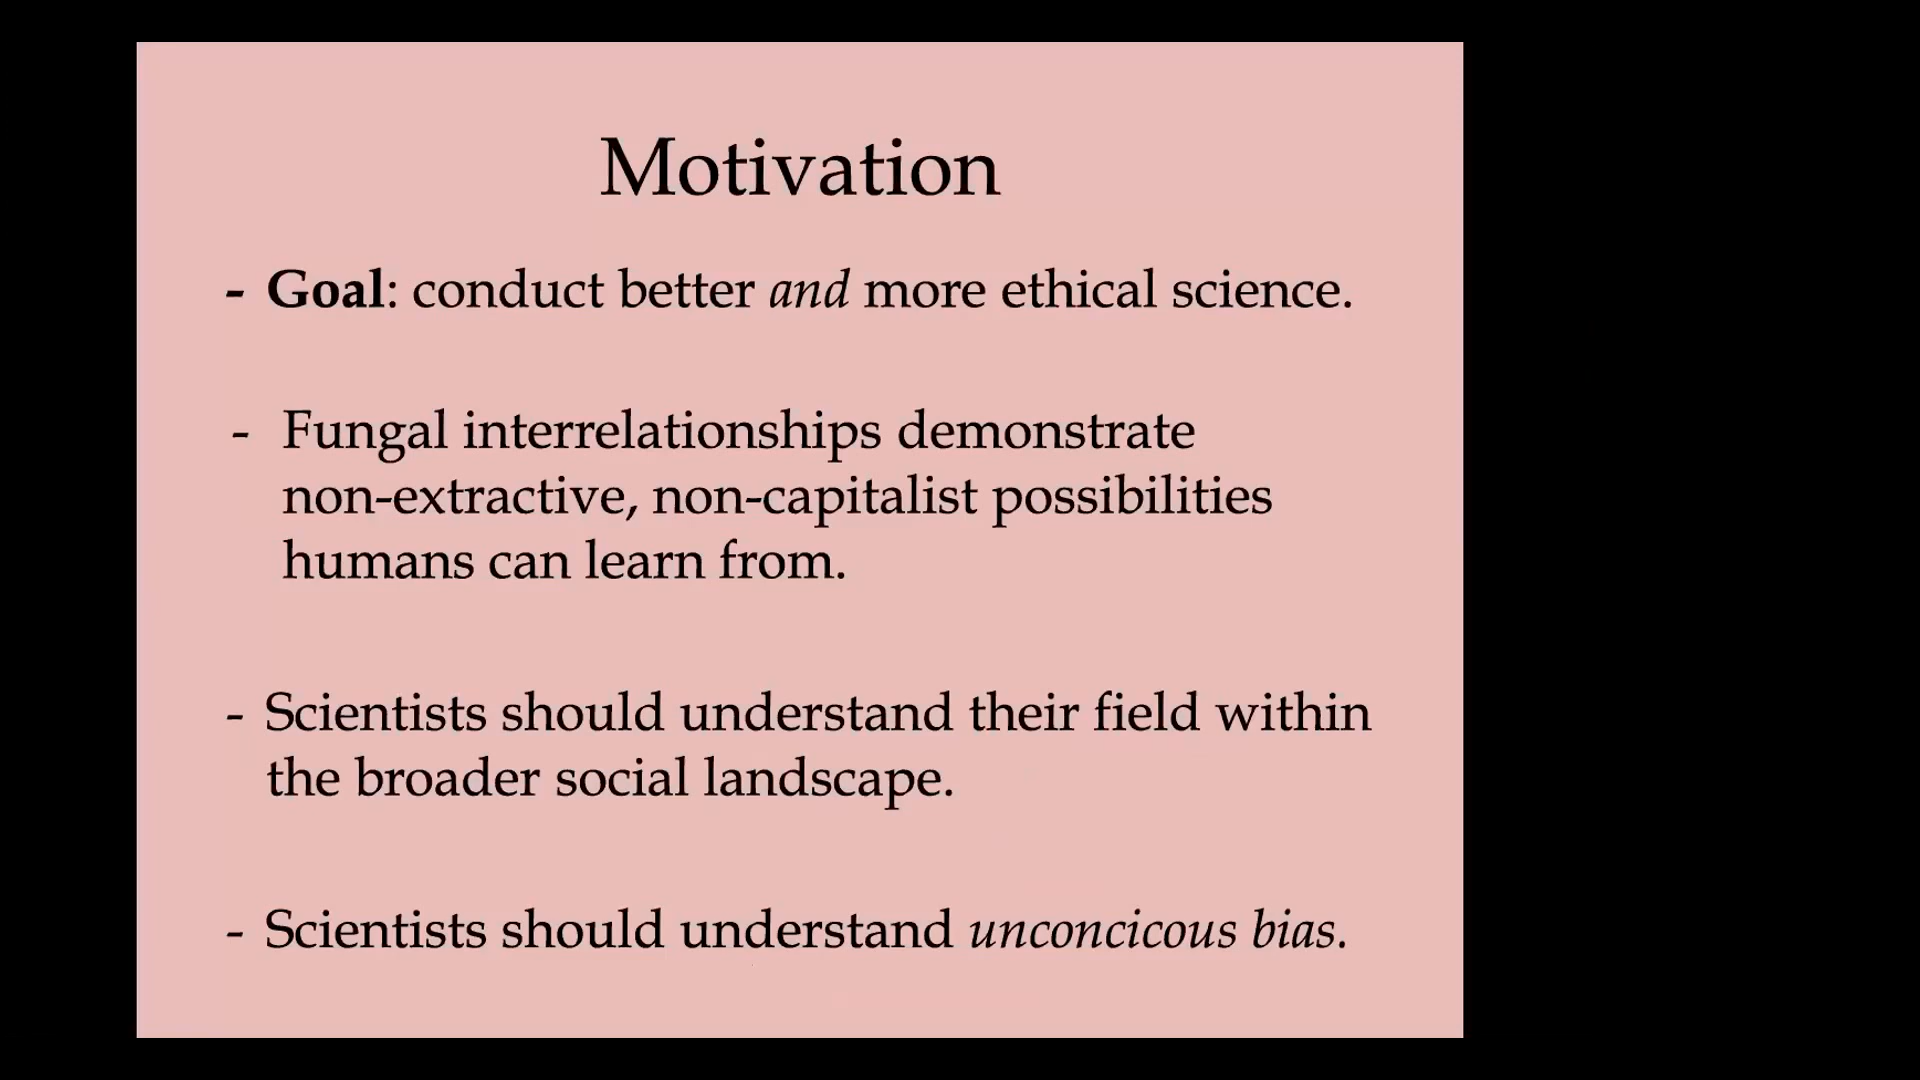 Motivation
- Goal: conduct better and more ethical science.
- Fungal interrelationships demonstrate
non-extractive, non-capitalist possibilities
humans can learn from.
- Scientists should understand their field within
the broader social landscape.
- Scientists should understand unconcicous bias.